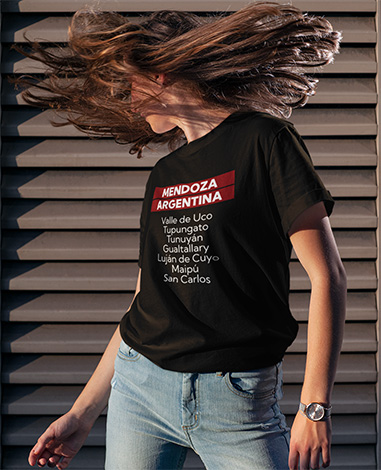 MENDOZA
ARGENTINA
Valle de Uco
Tupungato
Tunuyán
Gualtallary
Luján de Cuyo
Maipú
San Carlos